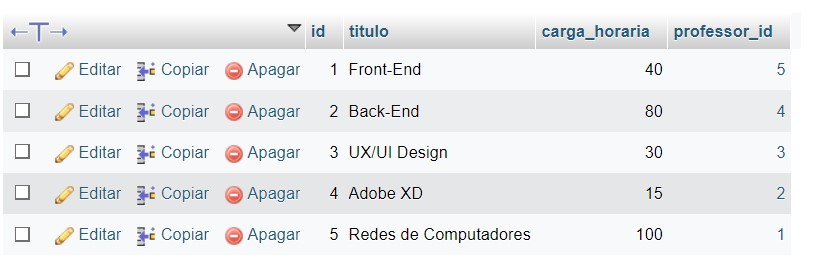 id titulo carga_horaria professor_id
Editar Copiar Apagar 1 Front-End 40 5
Editar Copiar Apagar 2 Back-End 80 4
Editar Copiar Apagar 3 UX/UI Design 30 3
Editar Copiar Apagar 4 Adobe XD 15 2
Editar Copiar Apagar 5 Redes de Computadores 100 1